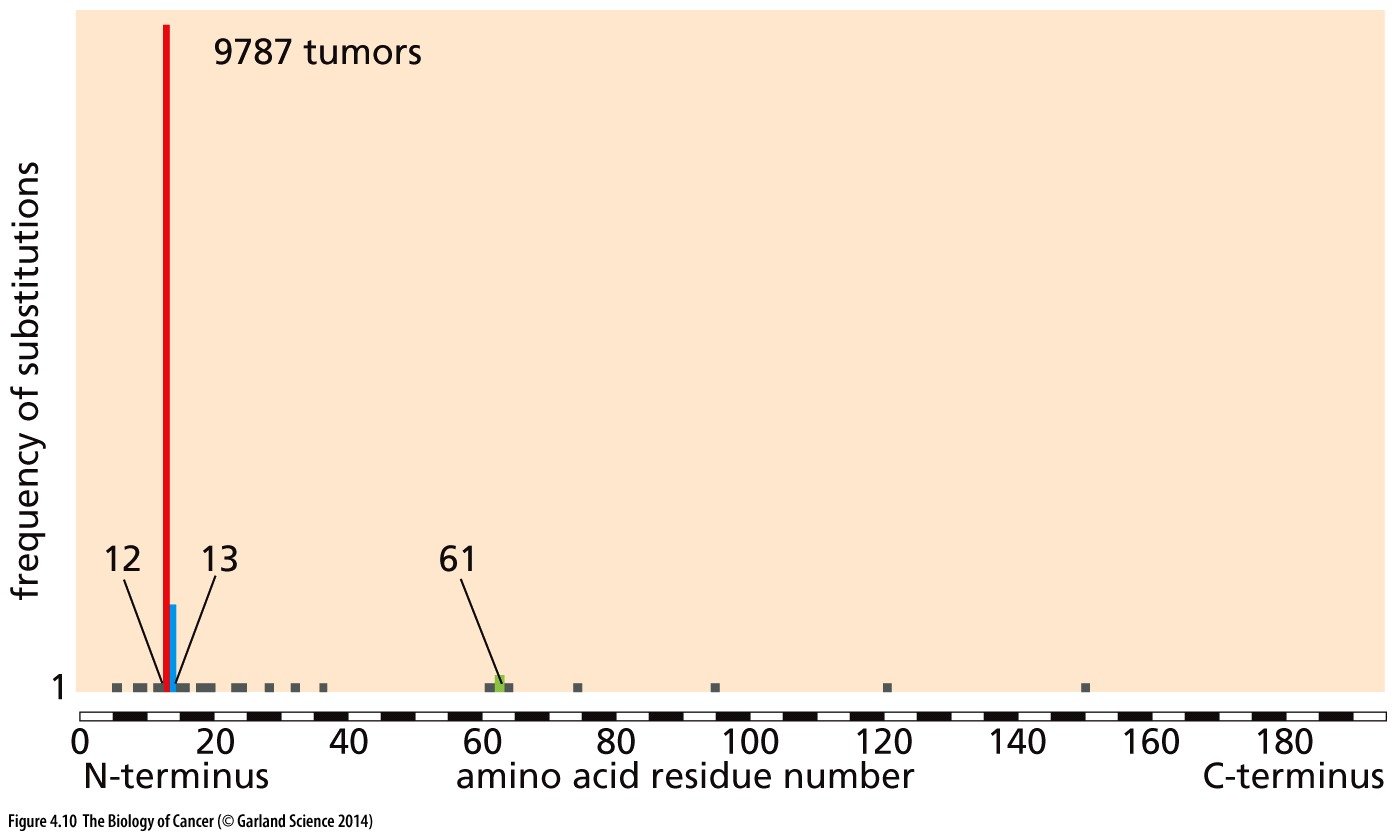 9787 tumors
frequency of substitutions
12 13 61
1
0 20 40 60 80 100 120 140 160 180
N-terminus amino acid residue number C-terminus
Figure 4.10 The Biology of Cancer (© Garland Science 2014)